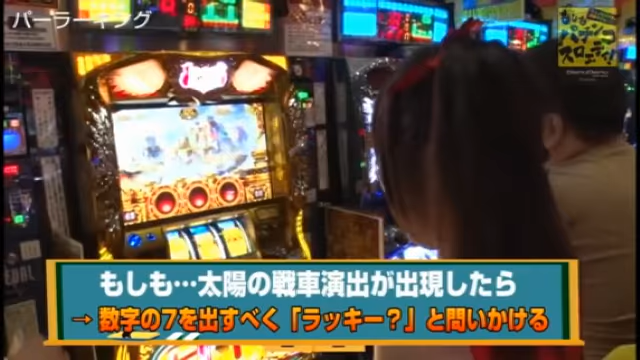 パーラーキング
もしも…太陽の戦車演出が出現したら
→ 数字の7を出すべく「ラッキー？」と問いかける